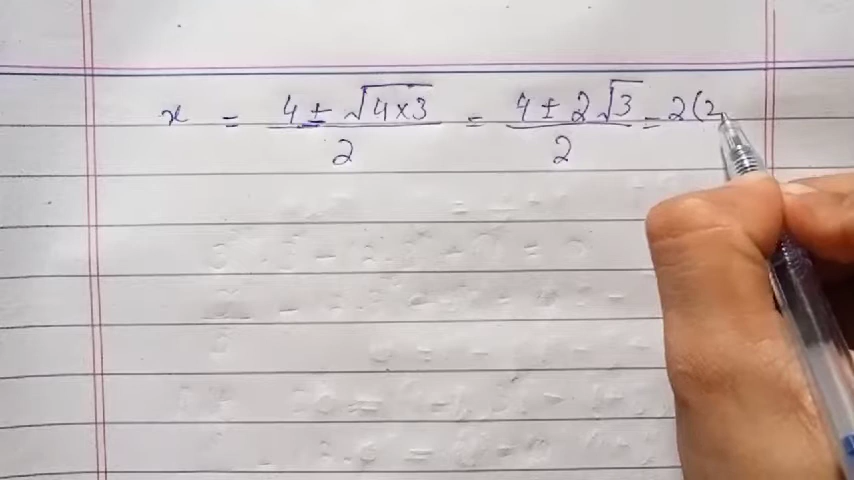 x = (4 ± √(4×3))/2 = (4 ± 2√3)/2 = 2(2